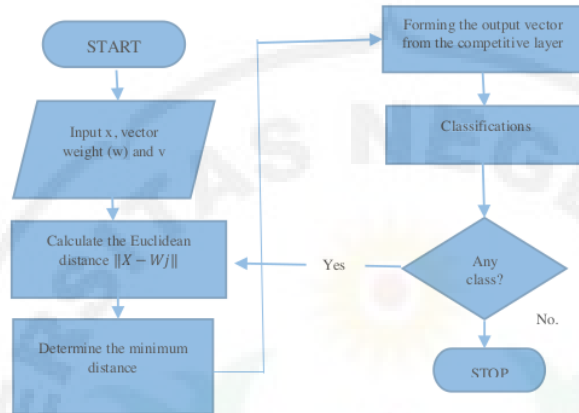 START
Input x, vector
weight (w) and v
Calculate the Euclidean
distance ‖X − Wj‖
Determine the minimum
distance
Forming the output vector
from the competitive layer
Classifications
Any
class?
Yes
No.
STOP